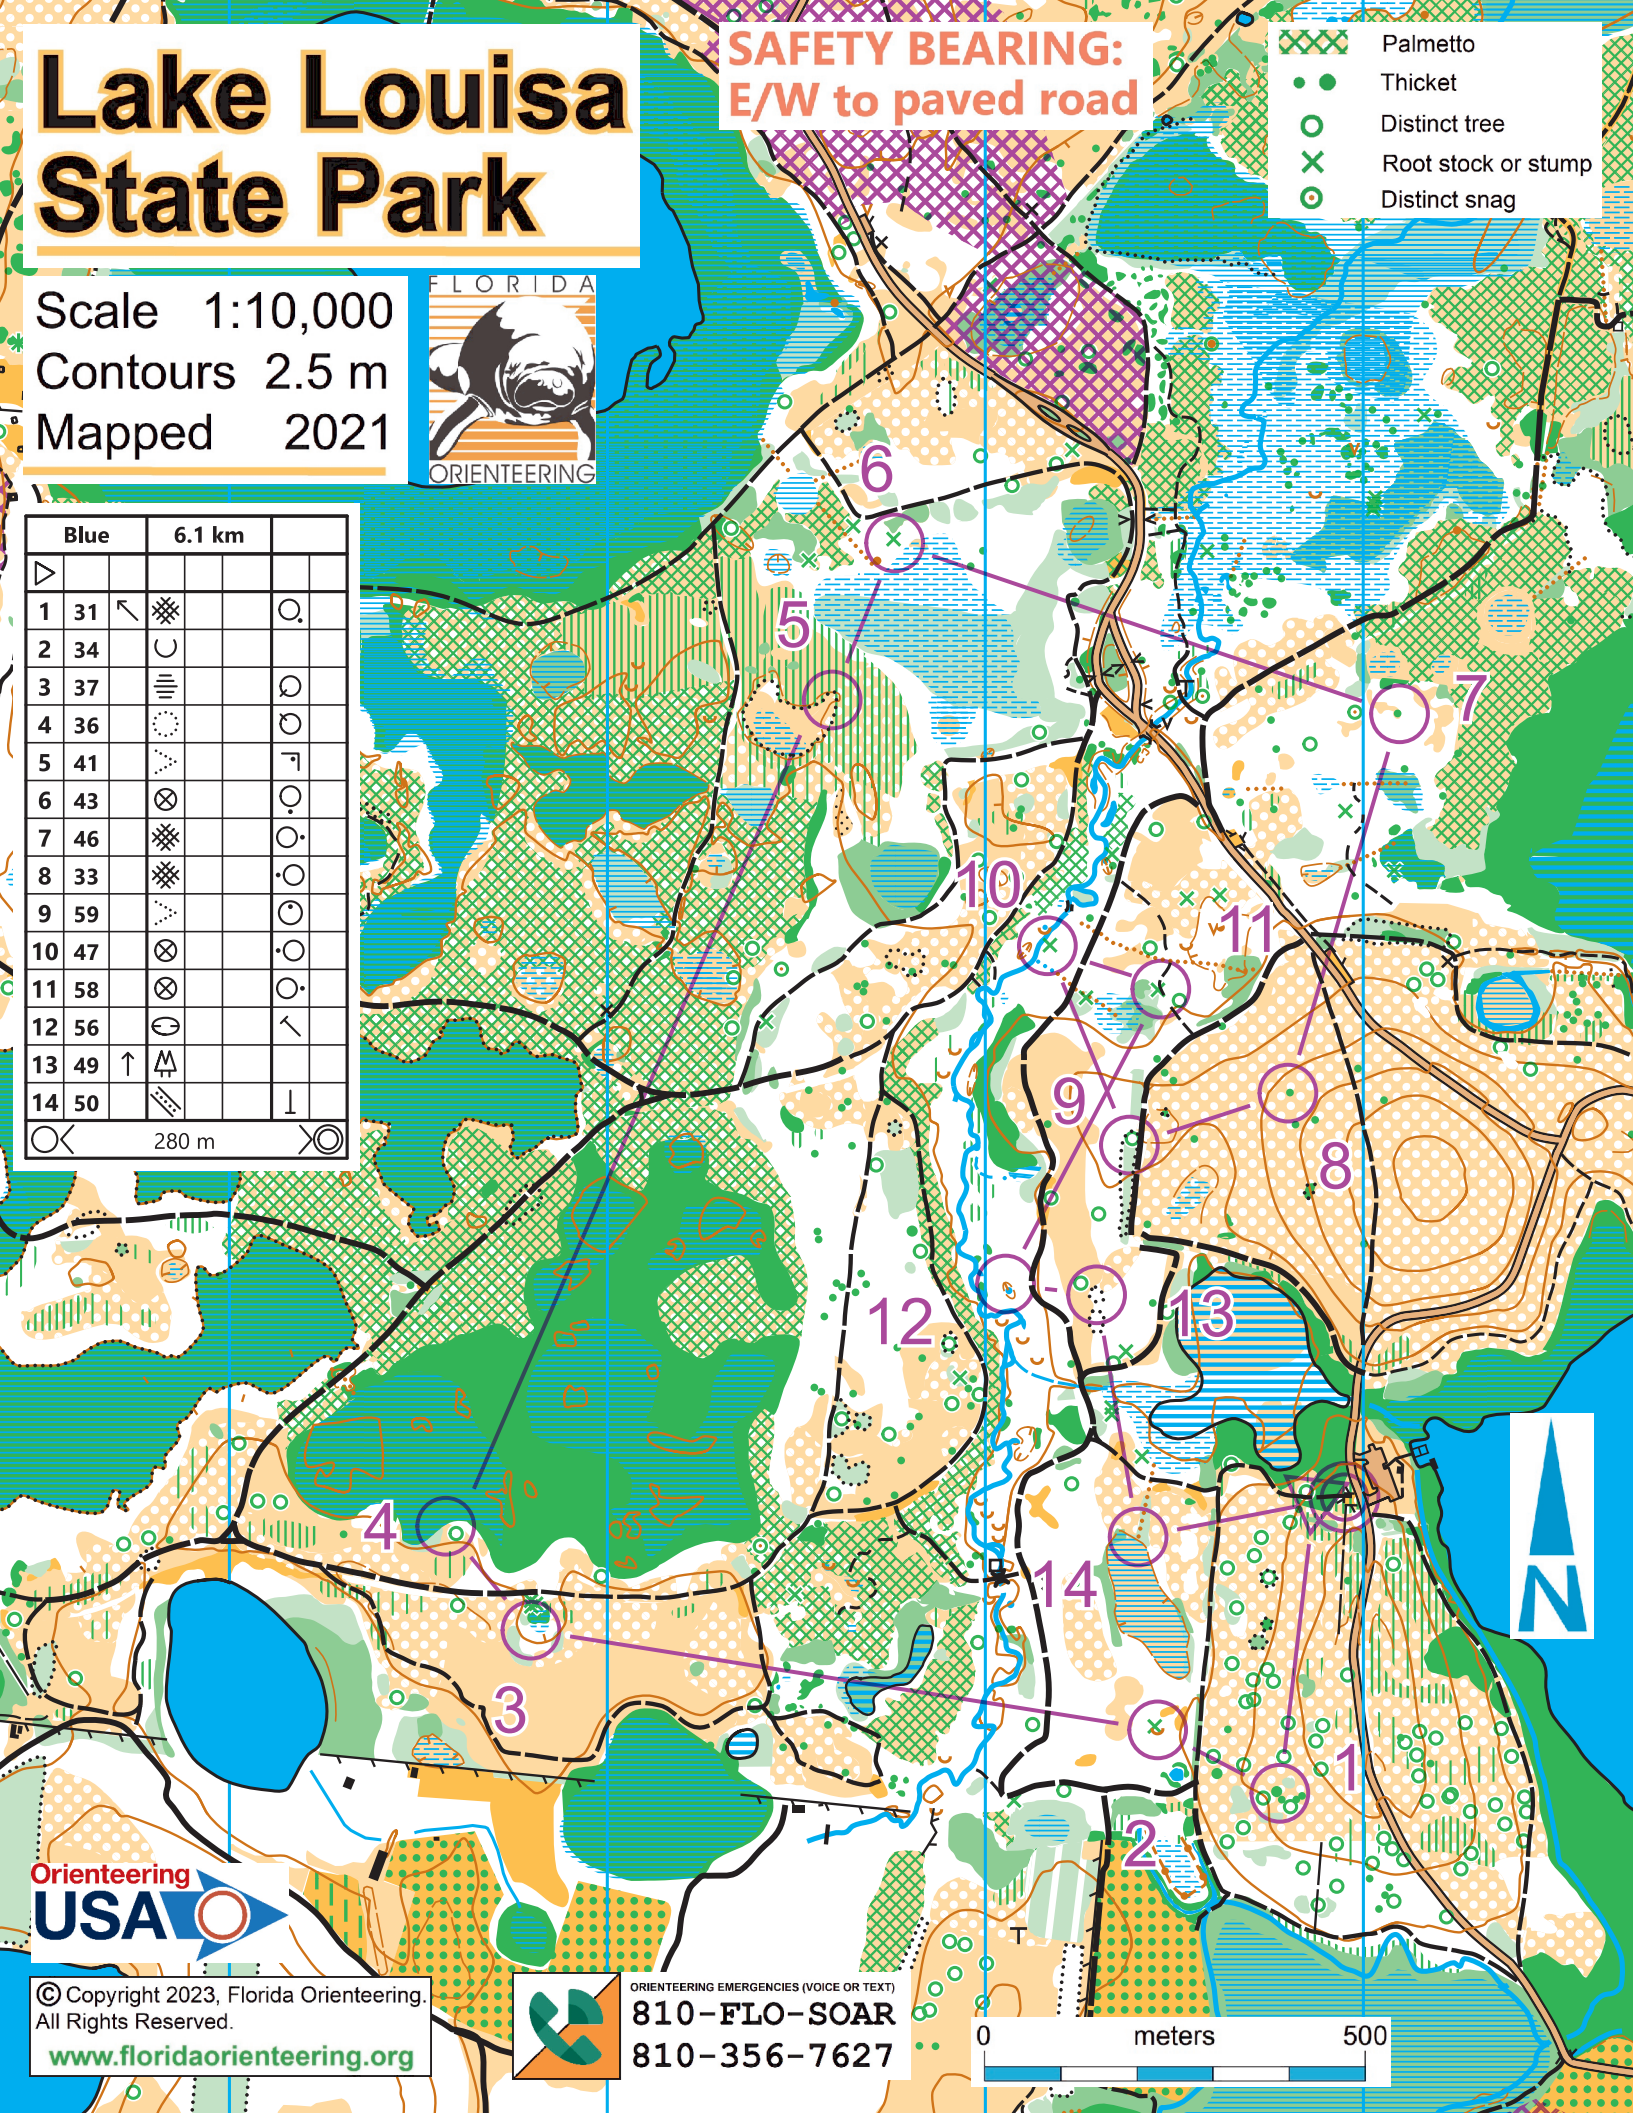 Lake Louisa
State Park
SAFETY BEARING:
E/W to paved road
Palmetto
Thicket
Distinct tree
Root stock or stump
Distinct snag
Scale 1:10,000
Contours 2.5 m
Mapped 2021
FLORIDA
ORIENTEERING
Blue 6.1 km
1 31
2 34
3 37
4 36
5 41
6 43
7 46
8 33
9 59
10 47
11 58
12 56
13 49
14 50
280 m
6
5
7
10
11
9
8
12
13
4
14
3
1
2
N
Orienteering
USA
© Copyright 2023, Florida Orienteering.
All Rights Reserved.
www.floridaorienteering.org
ORIENTEERING EMERGENCIES (VOICE OR TEXT)
810-FLO-SOAR
810-356-7627
0 meters 500